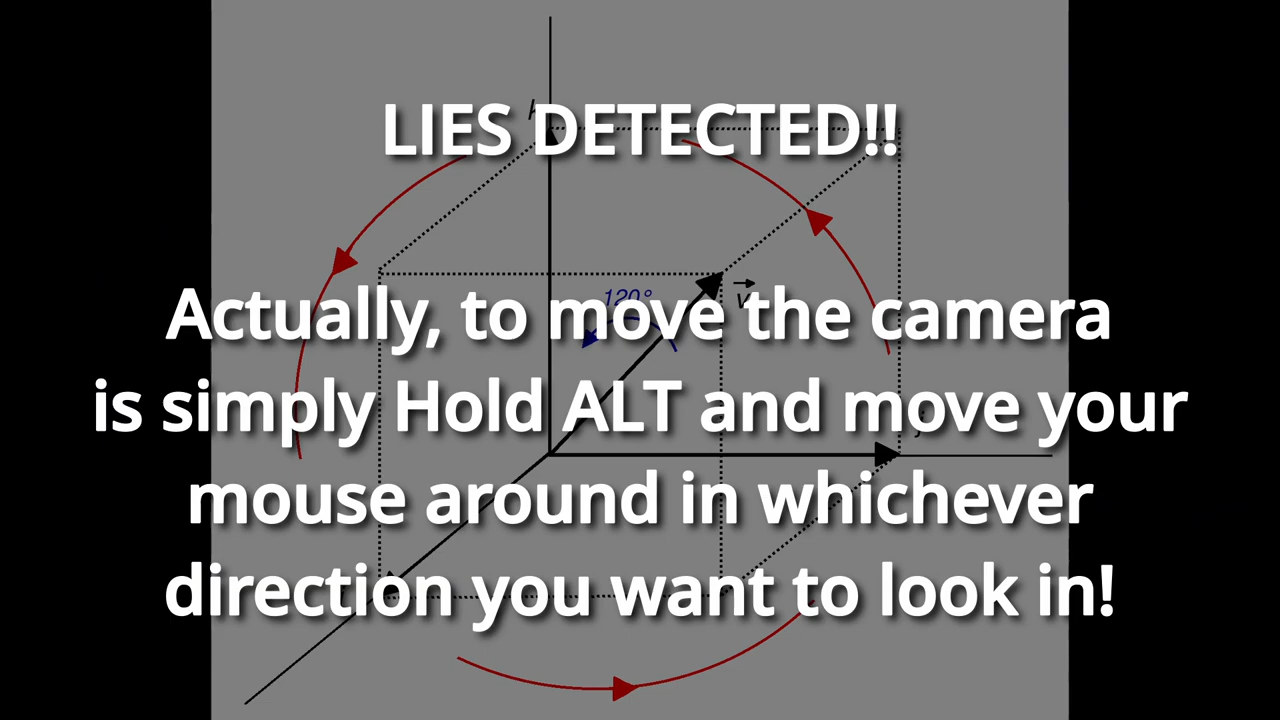 LIES DETECTED!!
Actually, to move the camera
is simply Hold ALT and move your
mouse around in whichever
direction you want to look in!
120°
v